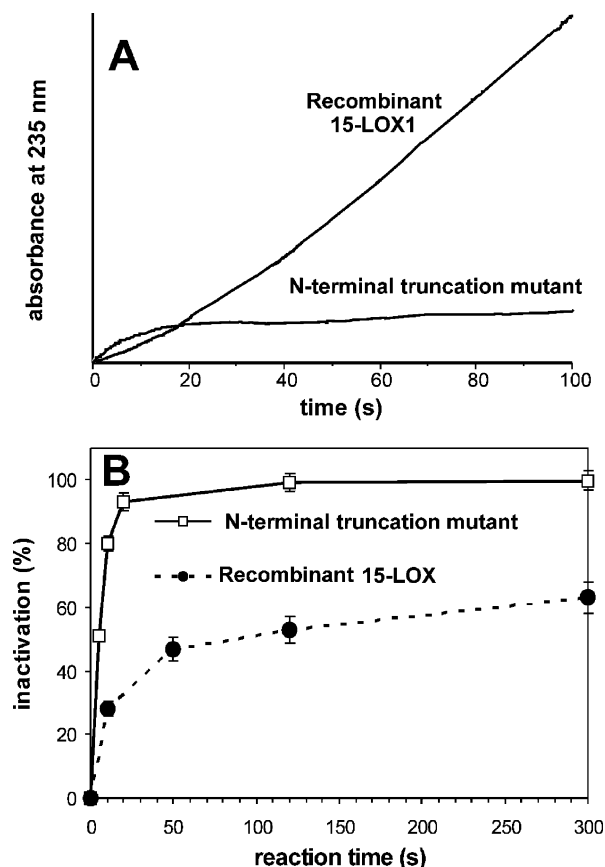 A
absorbance at 235 nm
Recombinant
15-LOX1
N-terminal truncation mutant
0 20 40 60 80 100
time (s)
B
inactivation (%)
100
80
60
40
20
0
N-terminal truncation mutant
Recombinant 15-LOX
0 50 100 150 200 250 300
reaction time (s)